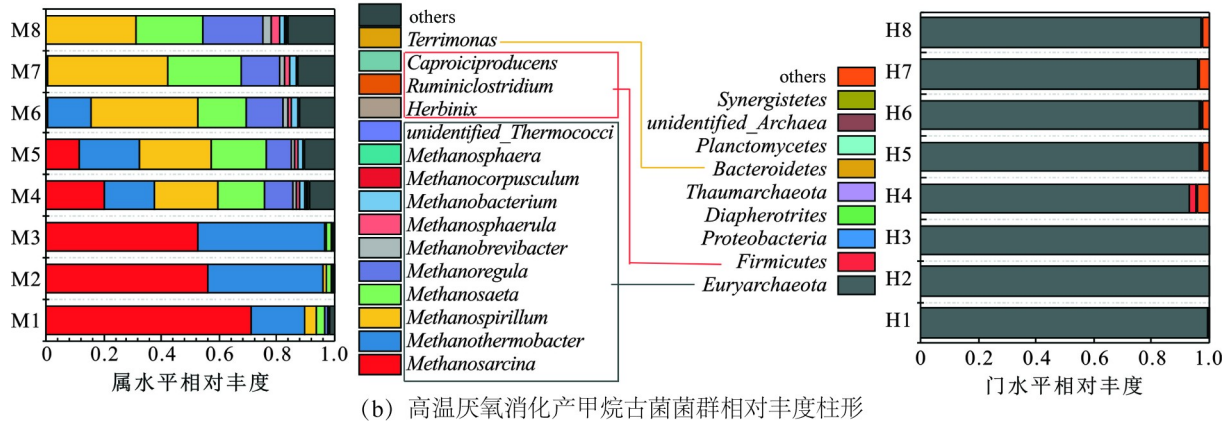 M8
M7
M6
M5
M4
M3
M2
M1
0 0.2 0.4 0.6 0.8 1.0
属水平相对丰度
others
Terrimonas
Caproiciproducens
Ruminiclostridium
Herbinix
unidentified_Thermococci
Methanosphaera
Methanocorpusculum
Methanobacterium
Methanosphaerula
Methanobrevibacter
Methanoregula
Methanosaeta
Methanospirillum
Methanothermobacter
Methanosarcina
others
Synergistetes
unidentified_Archaea
Planctomycetes
Bacteroidetes
Thaumarchaeota
Diapherotrites
Proteobacteria
Firmicutes
Euryarchaeota
H8
H7
H6
H5
H4
H3
H2
H1
0 0.2 0.4 0.6 0.8 1.0
门水平相对丰度
(b) 高温厌氧消化产甲烷古菌菌群相对丰度柱形